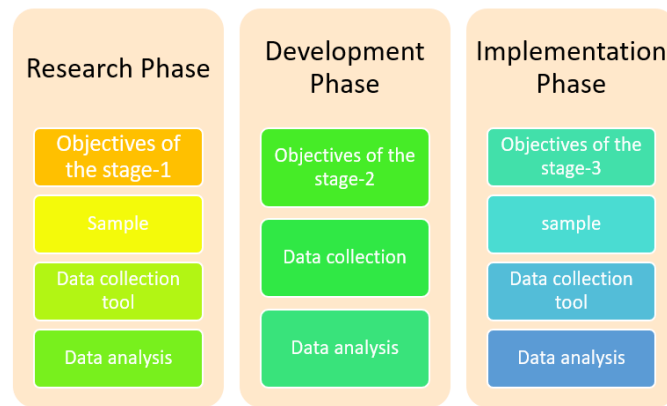 Research Phase
Objectives of
the stage-1
Sample
Data collection
tool
Data analysis
Development
Phase
Objectives of the
stage-2
Data collection
Data analysis
Implementation
Phase
Objectives of the
stage-3
sample
Data collection
tool
Data analysis